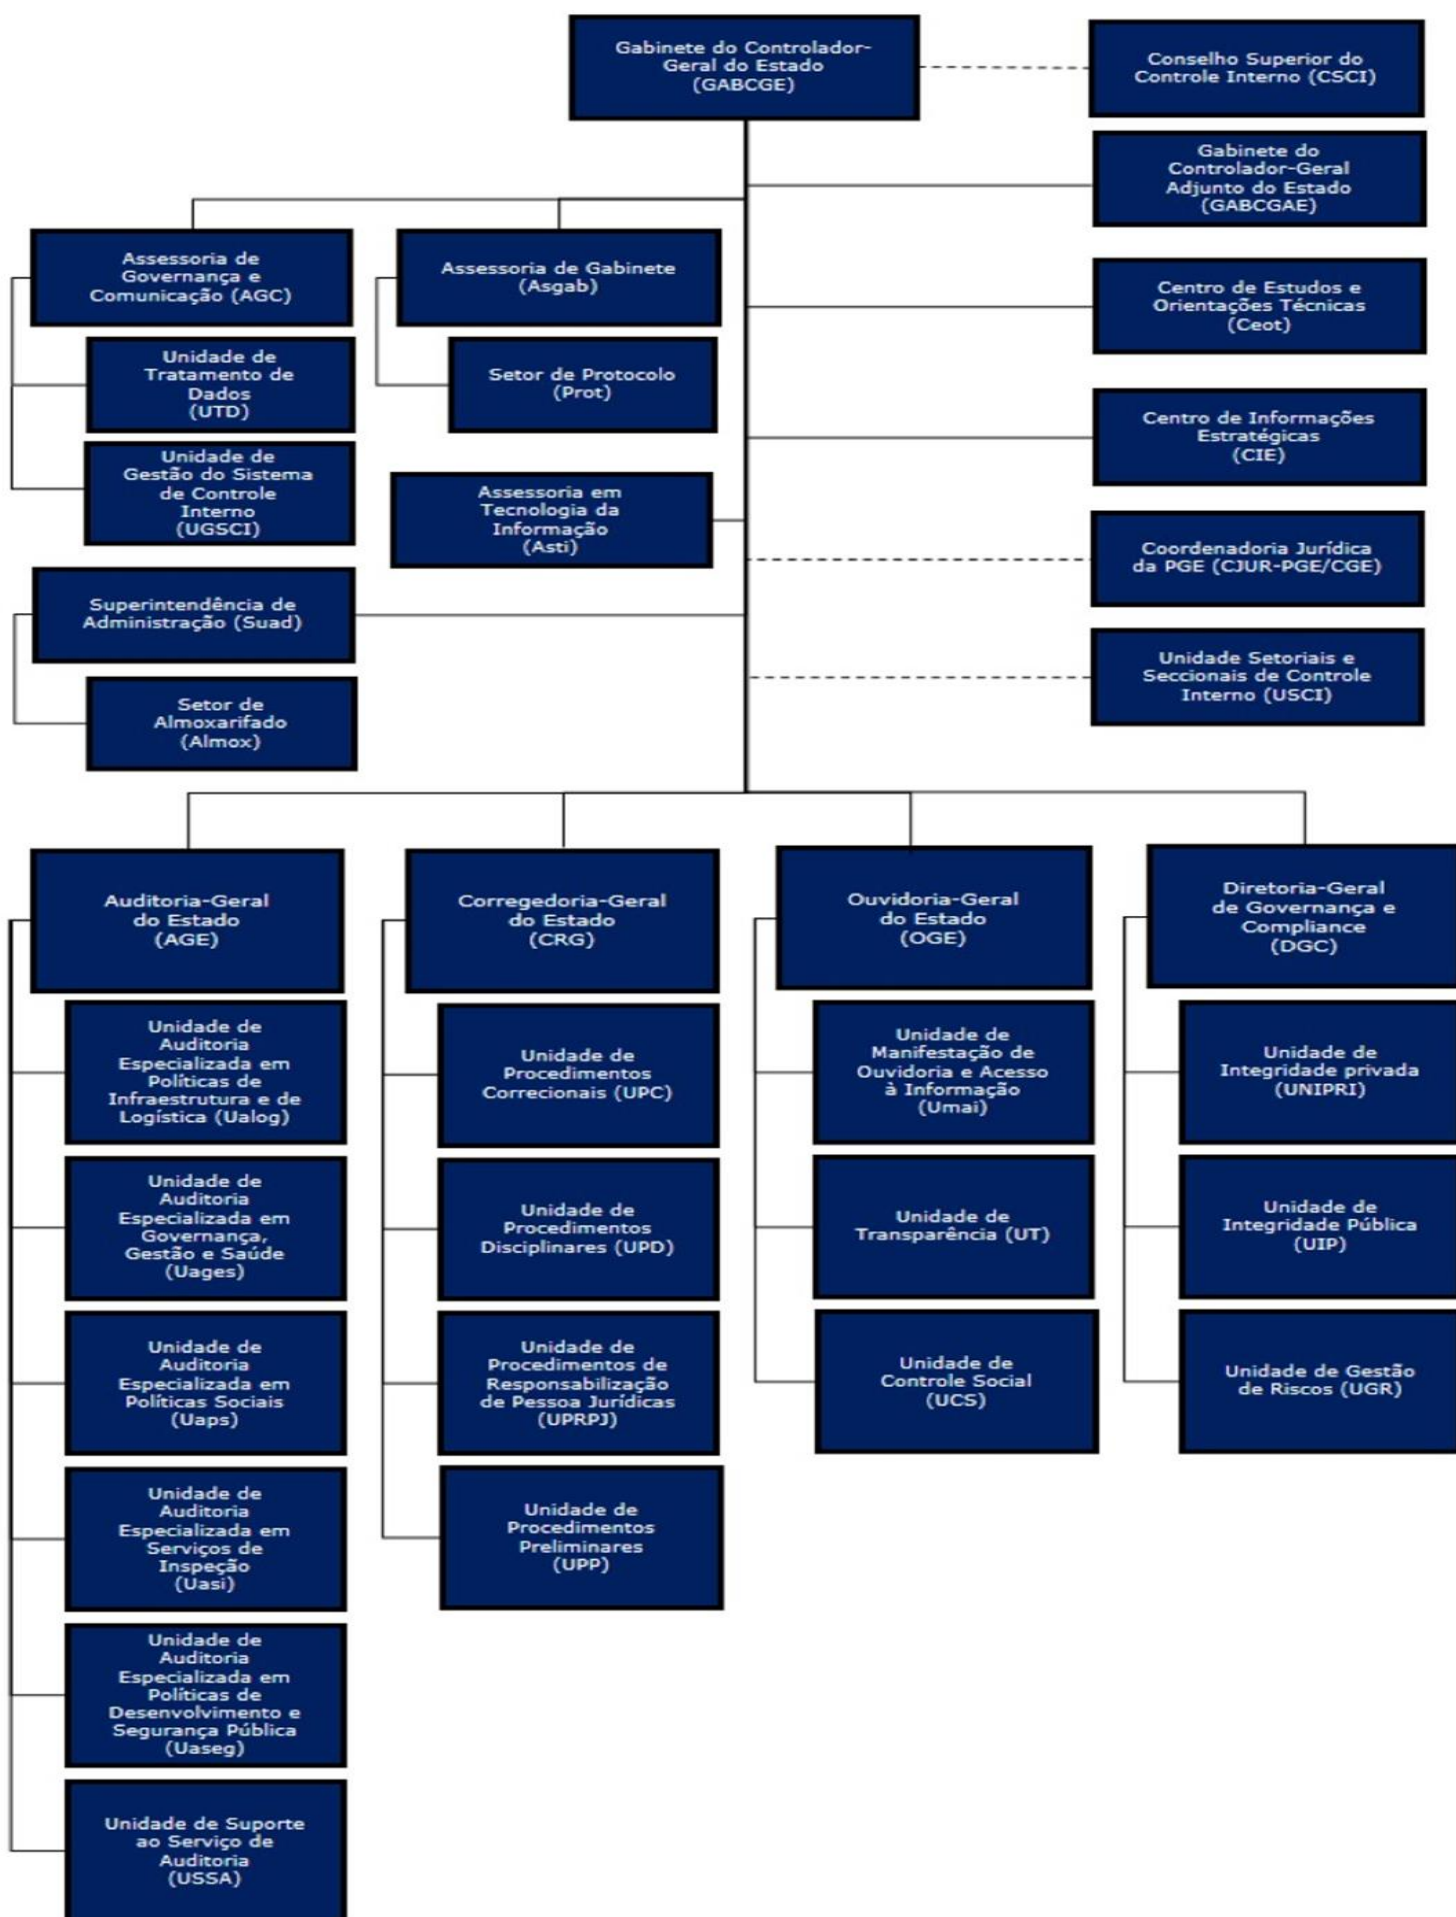 Gabinete do Controlador-
Geral do Estado
(GABCGE)
Conselho Superior do
Controle Interno (CSCI)
Gabinete do
Controlador-Geral
Adjunto do Estado
(GABCGAE)
Assessoria de
Governança e
Comunicação (AGC)
Assessoria de Gabinete
(Asgab)
Centro de Estudos e
Orientações Técnicas
(Ceot)
Unidade de
Tratamento de
Dados
(UTD)
Setor de Protocolo
(Prot)
Centro de Informações
Estratégicas
(CIE)
Unidade de
Gestão do Sistema
de Controle
Interno
(UGSCI)
Assessoria em
Tecnologia da
Informação
(Asti)
Coordenadoria Jurídica
da PGE (CJUR-PGE/CGE)
Superintendência de
Administração (Suad)
Unidade Setoriais e
Seccionais de Controle
Interno (USCI)
Setor de
Almoxarifado
(Almox)
Auditoria-Geral
do Estado
(AGE)
Corregedoria-Geral
do Estado
(CRG)
Ouvidoria-Geral
do Estado
(OGE)
Diretoria-Geral
de Governança e
Compliance
(DGC)
Unidade de
Auditoria
Especializada em
Políticas de
Infraestrutura e de
Logística (Ualog)
Unidade de
Procedimentos
Correcionais (UPC)
Unidade de
Manifestação de
Ouvidoria e Acesso
à Informação
(Umai)
Unidade de
Integridade privada
(UNIPRI)
Unidade de
Auditoria
Especializada em
Governança,
Gestão e Saúde
(Uages)
Unidade de
Procedimentos
Disciplinares (UPD)
Unidade de
Transparência (UT)
Unidade de
Integridade Pública
(UIP)
Unidade de
Auditoria
Especializada em
Políticas Sociais
(Uaps)
Unidade de
Procedimentos de
Responsabilização
de Pessoa Jurídicas
(UPRPJ)
Unidade de
Controle Social
(UCS)
Unidade de Gestão
de Riscos (UGR)
Unidade de
Auditoria
Especializada em
Serviços de
Inspeção
(Uasi)
Unidade de
Procedimentos
Preliminares
(UPP)
Unidade de
Auditoria
Especializada em
Políticas de
Desenvolvimento e
Segurança Pública
(Uaseg)
Unidade de Suporte
ao Serviço de
Auditoria
(USSA)